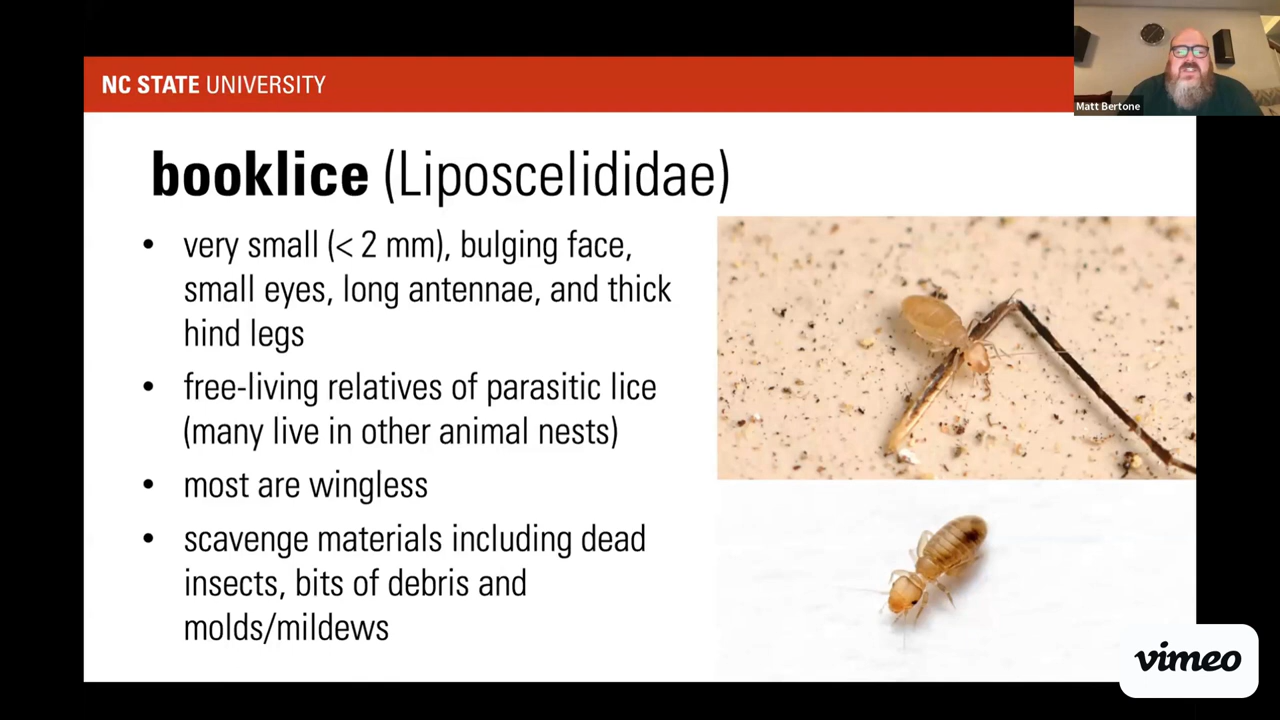 NC STATE UNIVERSITY
Matt Bertone
booklice (Liposcelididae)
• very small (< 2 mm), bulging face,
small eyes, long antennae, and thick
hind legs
• free-living relatives of parasitic lice
(many live in other animal nests)
• most are wingless
• scavenge materials including dead
insects, bits of debris and
molds/mildews
vimeo